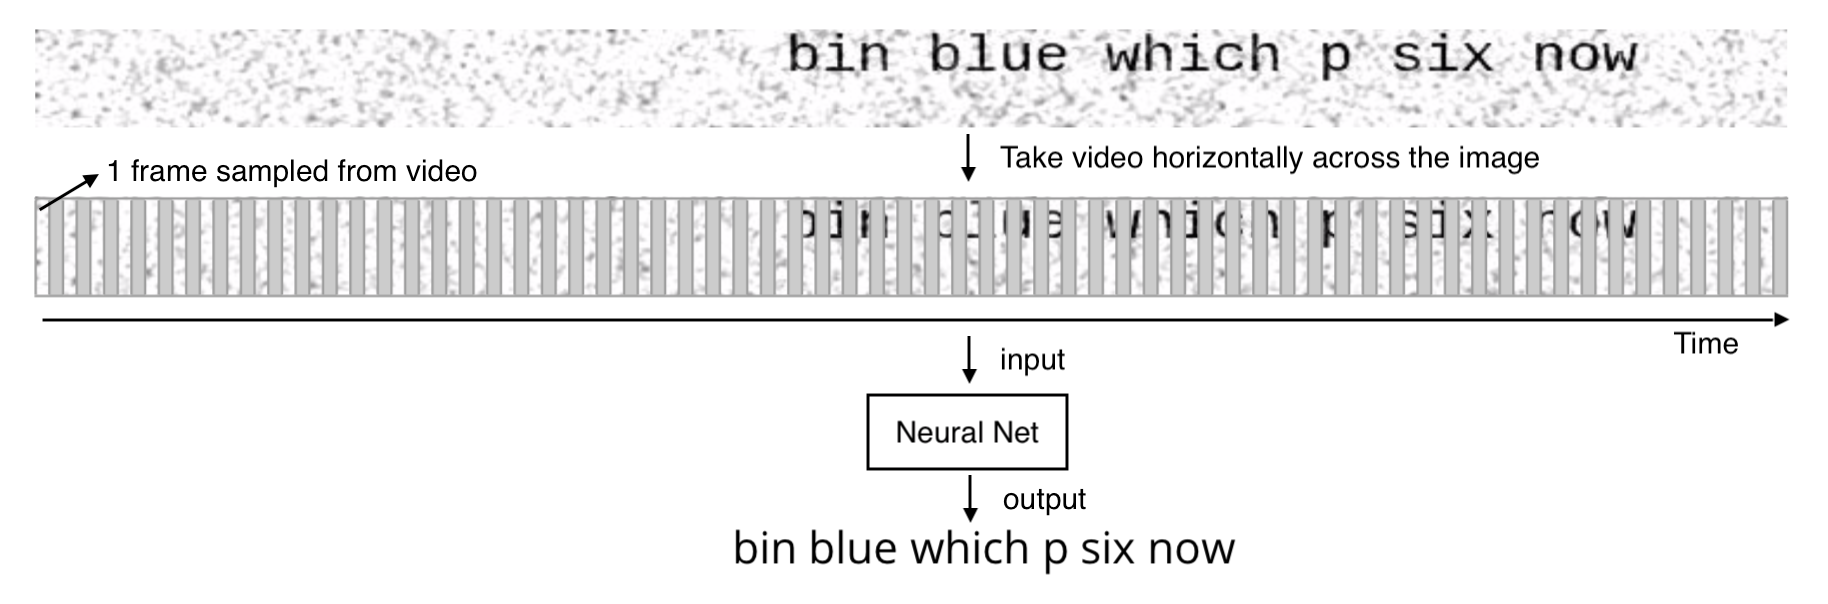 bin blue which p six now
Take video horizontally across the image
1 frame sampled from video
bin blue which p six now
Time
input
Neural Net
output
bin blue which p six now